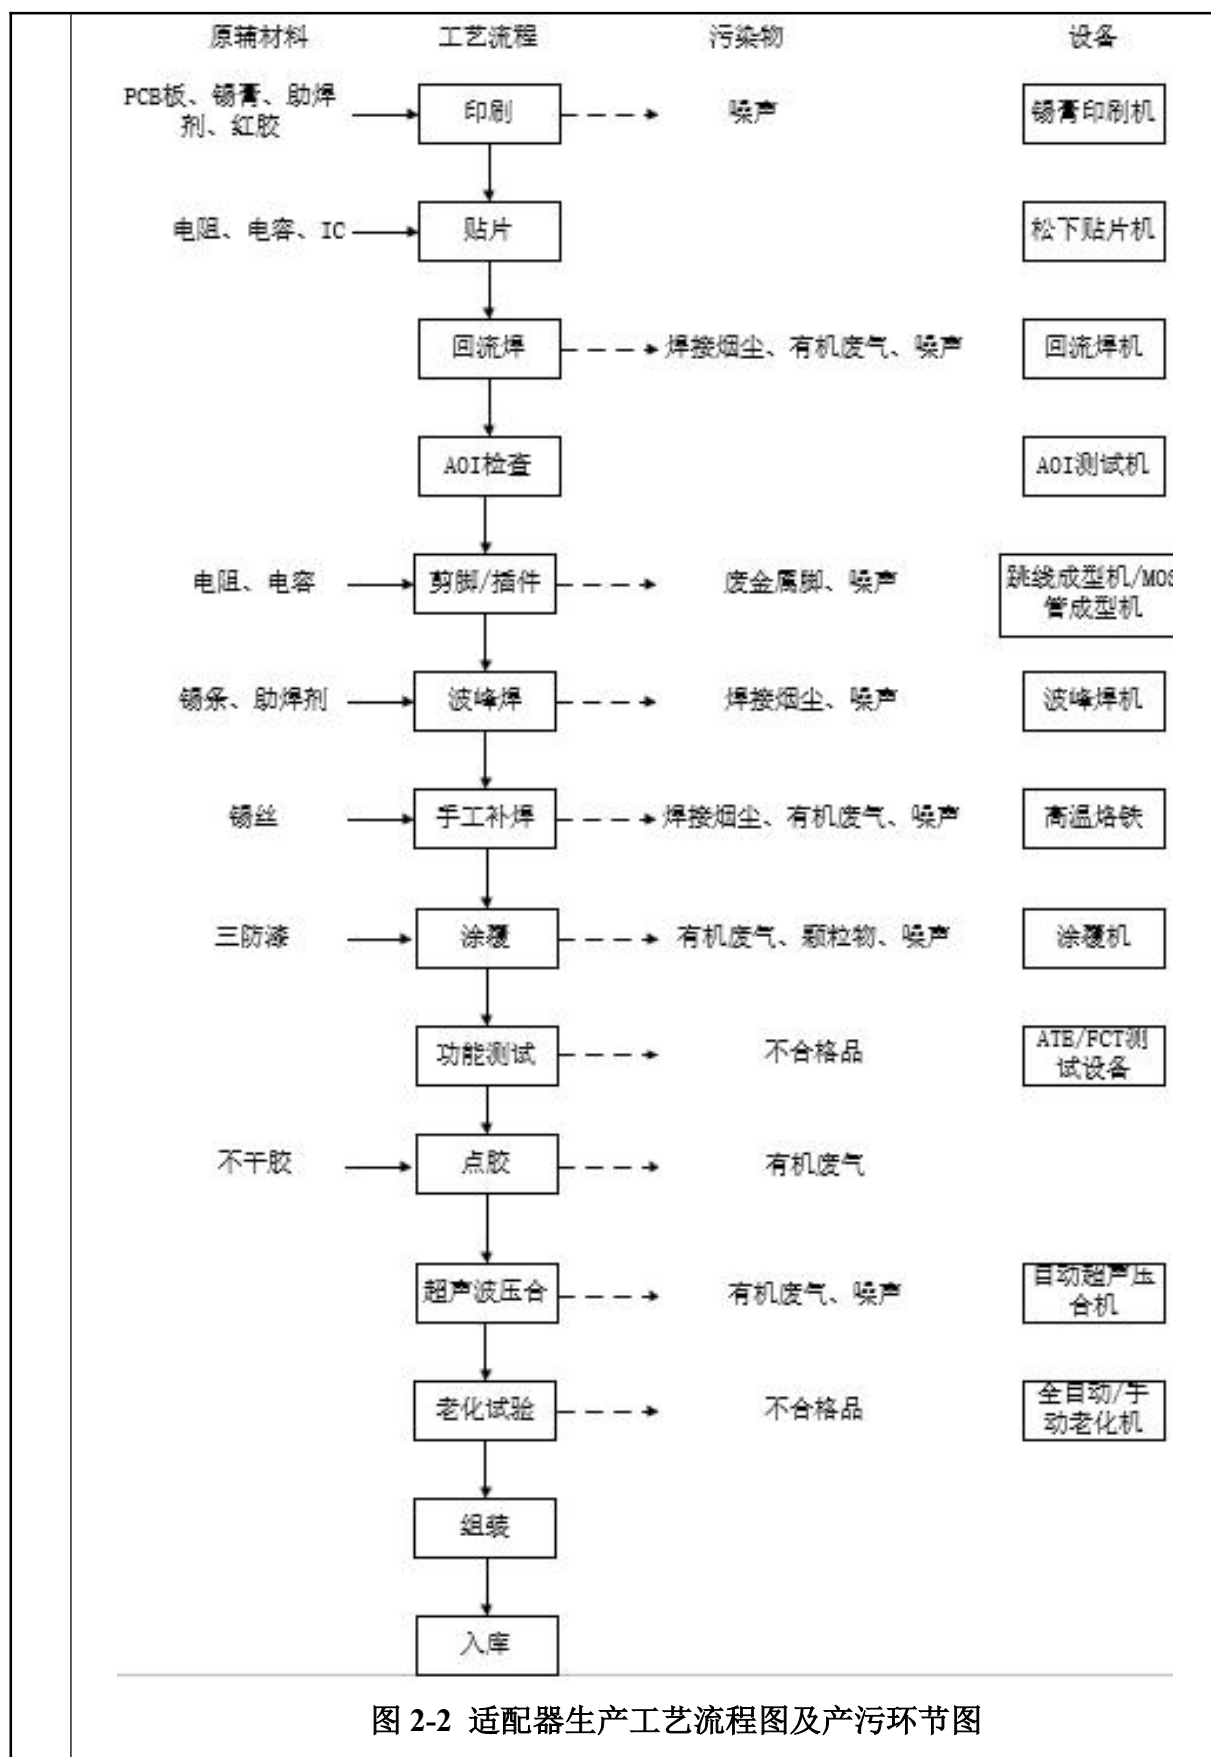 原辅材料 工艺流程 污染物 设备
PCB板、锡膏、助焊
剂、红胶
印刷
噪声
锡膏印刷机
电阻、电容、IC
贴片
松下贴片机
回流焊
焊接烟尘、有机废气、噪声
回流焊机
AOI检查
AOI测试机
电阻、电容
剪脚/插件
废金属脚、噪声
跳线成型机/MOS
管成型机
锡条、助焊剂
波峰焊
焊接烟尘、噪声
波峰焊机
锡丝
手工补焊
焊接烟尘、有机废气、噪声
高温烙铁
三防漆
涂覆
有机废气、颗粒物、噪声
涂覆机
功能测试
不合格品
ATE/FCT测
试设备
不干胶
点胶
有机废气
超声波压合
有机废气、噪声
自动超声压
合机
老化试验
不合格品
全自动/手
动老化机
组装
入库
图 2-2 适配器生产工艺流程图及产污环节图